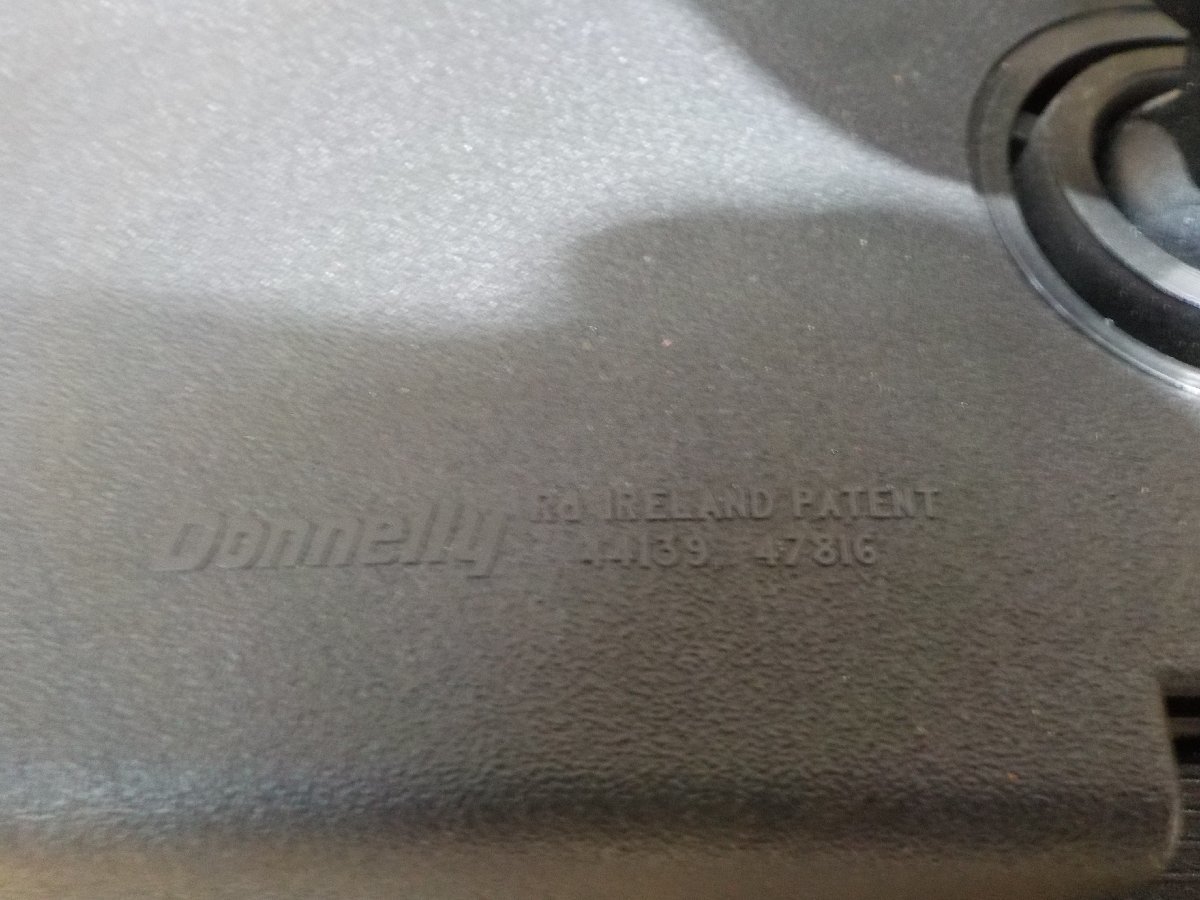 Donnelly
Rd IRELAND PATENT
44139, 47816